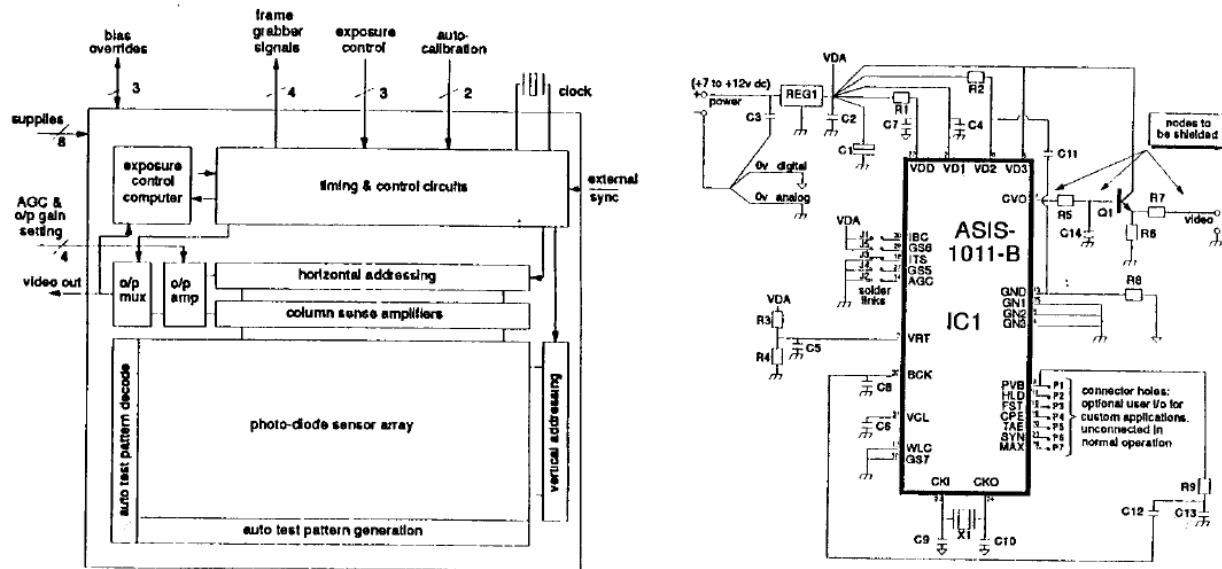 bias
overrides
3
frame
grabber
signals
4
exposure
control
3
auto-
calibration
2
clock
supplies
8
exposure
control
computer
timing & control circuits
external
sync
AGC &
o/p gain
setting
4
video out
o/p
mux
o/p
amp
horizontal addressing
column sense amplifiers
auto test pattern decode
photo-diode sensor array
vertical addressing
auto test pattern generation
(+7 to +12v dc)
+
power
REG1
VDA
C3
C2
C1
R1
C7
C4
R2
C11
nodes to
be shielded
0v digital
0v analog
VDD
VD1
VD2
VD3
CVO
R5
C14
Q1
R7
video
R6
VDA
IBC
GS6
ITS
GS5
AGC
solder
links
ASIS-
1011-B
IC1
GND
GN1
GN2
GN3
R8
VDA
R3
R4
C5
VRT
BCK
C8
VCL
C6
WLC
GS7
PVB
HLD
FST
CPE
TAE
SYN
MAX
P1
P2
P3
P4
P5
P6
P7
connector holes:
optional user i/o for
custom applications.
unconnected in
normal operation
CKI
CKO
C9
X1
C10
R9
C12
C13